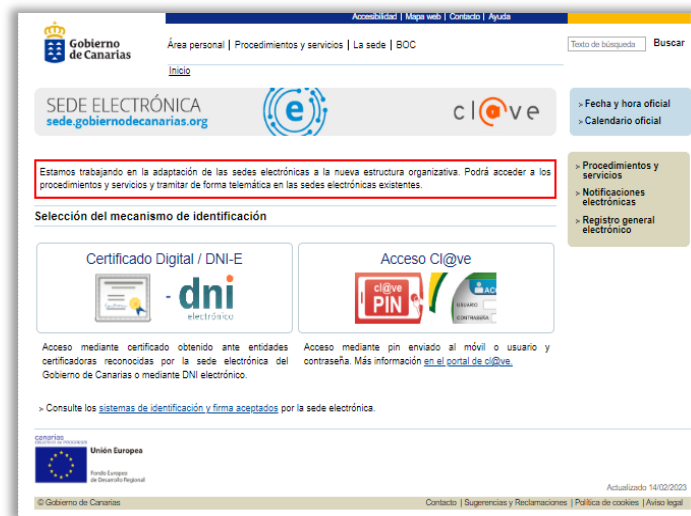 Accesibilidad | Mapa web | Contacto | Ayuda
Gobierno
de Canarias
Área personal | Procedimientos y servicios | La sede | BOC
Texto de búsqueda Buscar
Inicio
SEDE ELECTRÓNICA
sede.gobiernodecanarias.org
e
cl@ve
> Fecha y hora oficial
> Calendario oficial
Estamos trabajando en la adaptación de las sedes electrónicas a la nueva estructura organizativa. Podrá acceder a los
procedimientos y servicios y tramitar de forma telemática en las sedes electrónicas existentes.
> Procedimientos y
servicios
> Notificaciones
electrónicas
> Registro general
electrónico
Selección del mecanismo de identificación
Certificado Digital / DNI-E
- dni
electrónico
Acceso Cl@ve
cl@ve
PIN
ACC
USUARIO
CONTRASEÑA
Acceso mediante certificado obtenido ante entidades
certificadoras reconocidas por la sede electrónica del
Gobierno de Canarias o mediante DNI electrónico.
Acceso mediante pin enviado al móvil o usuario y
contraseña. Más información en el portal de cl@ve.
> Consulte los sistemas de identificación y firma aceptados por la sede electrónica.
canarias
Unión Europea
Fondo Europeo
de Desarrollo Regional
Actualizado 14/02/2023
© Gobierno de Canarias
Contacto | Sugerencias y Reclamaciones | Política de cookies | Aviso legal